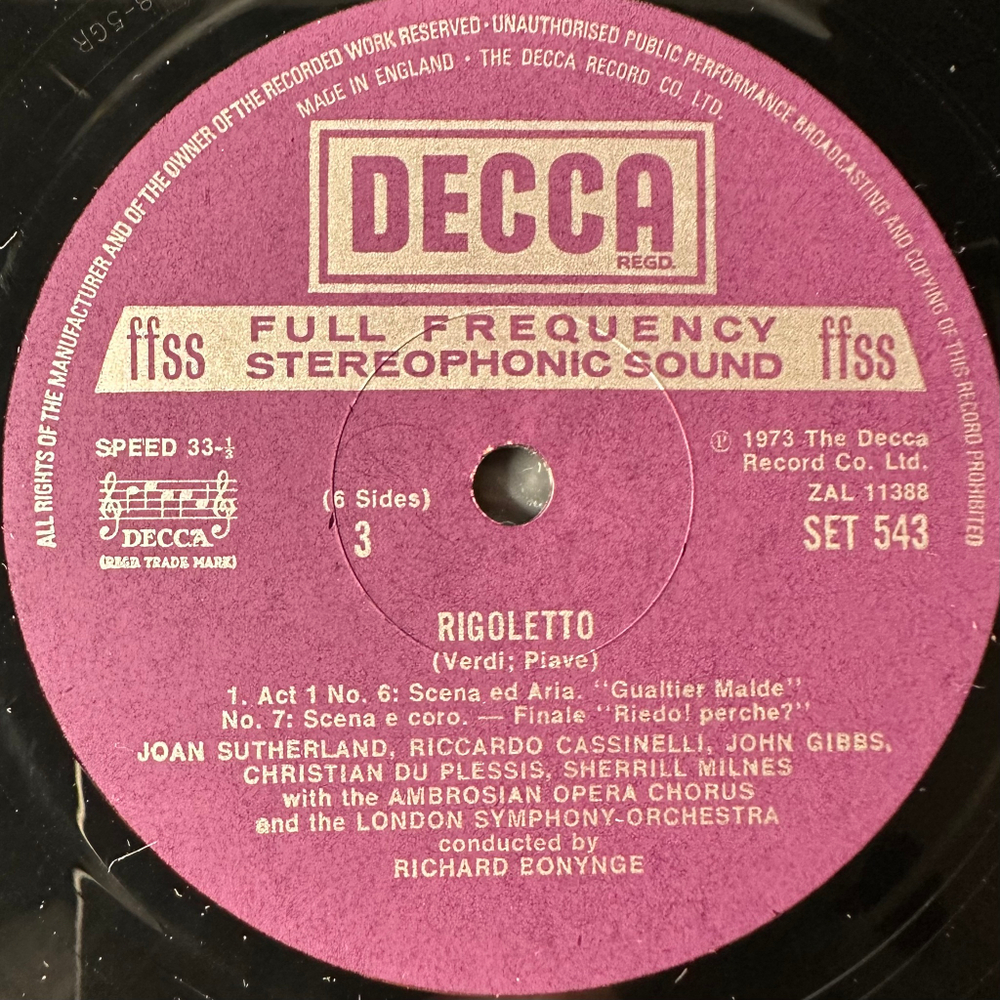 ALL RIGHTS OF THE MANUFACTURER AND OF THE OWNER OF THE RECORDED WORK RESERVED · UNAUTHORISED PUBLIC PERFORMANCE BROADCASTING AND COPYING OF THIS RECORD PROHIBITED
MADE IN ENGLAND · THE DECCA RECORD CO. LTD.
DECCA
REGD.
ffss FULL FREQUENCY STEREOPHONIC SOUND ffss
SPEED 33-⅓
DECCA
(REGD TRADE MARK)
(6 Sides)
3
℗ 1973 The Decca
Record Co. Ltd.
ZAL 11388
SET 543
RIGOLETTO
(Verdi; Piave)
1. Act 1 No. 6: Scena ed Aria. "Gualtier Malde"
No. 7: Scena e coro. — Finale "Riedo! perche?"
JOAN SUTHERLAND, RICCARDO CASSINELLI, JOHN GIBBS,
CHRISTIAN DU PLESSIS, SHERRILL MILNES
with the AMBROSIAN OPERA CHORUS
and the LONDON SYMPHONY-ORCHESTRA
conducted by
RICHARD BONYNGE